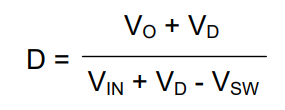 D = (V_O + V_D) / (V_IN + V_D - V_SW)